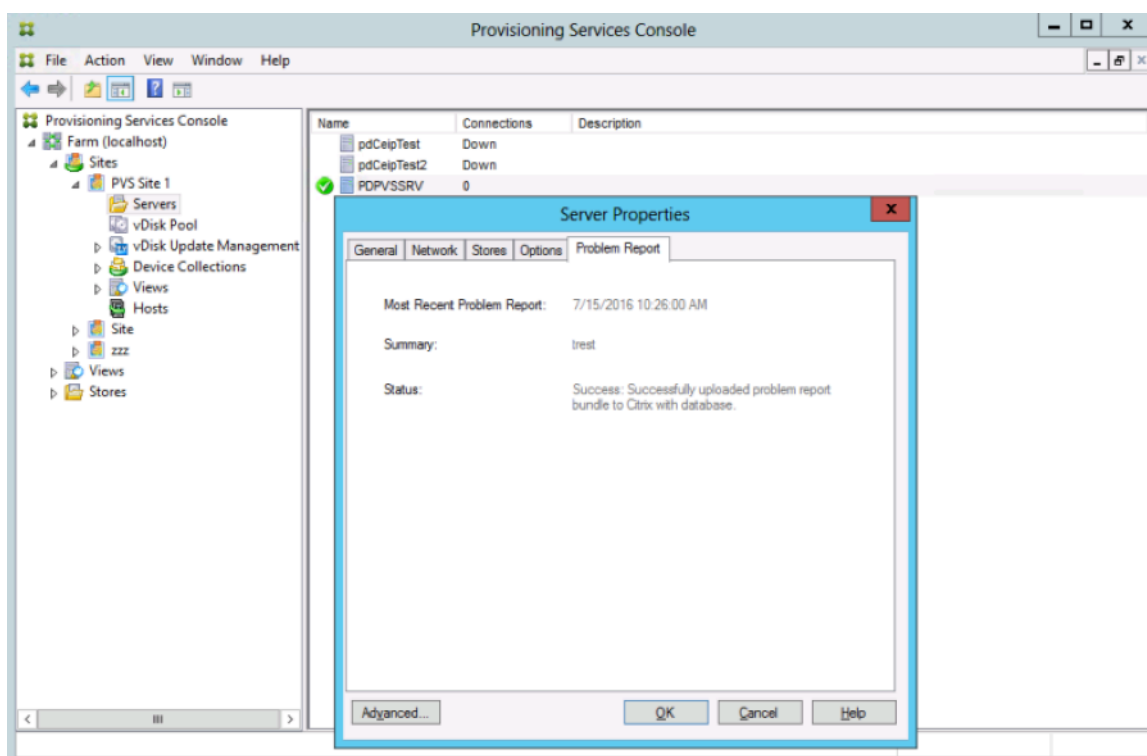 Provisioning Services Console
File Action View Window Help
Provisioning Services Console
Farm (localhost)
Sites
PVS Site 1
Servers
vDisk Pool
vDisk Update Management
Device Collections
Views
Hosts
Site
zzz
Views
Stores
Name Connections Description
pdCeipTest Down
pdCeipTest2 Down
PDPVSSRV 0
Server Properties
General Network Stores Options Problem Report
Most Recent Problem Report: 7/15/2016 10:26:00 AM
Summary: trest
Status: Success: Successfully uploaded problem report
bundle to Citrix with database.
Advanced... OK Cancel Help